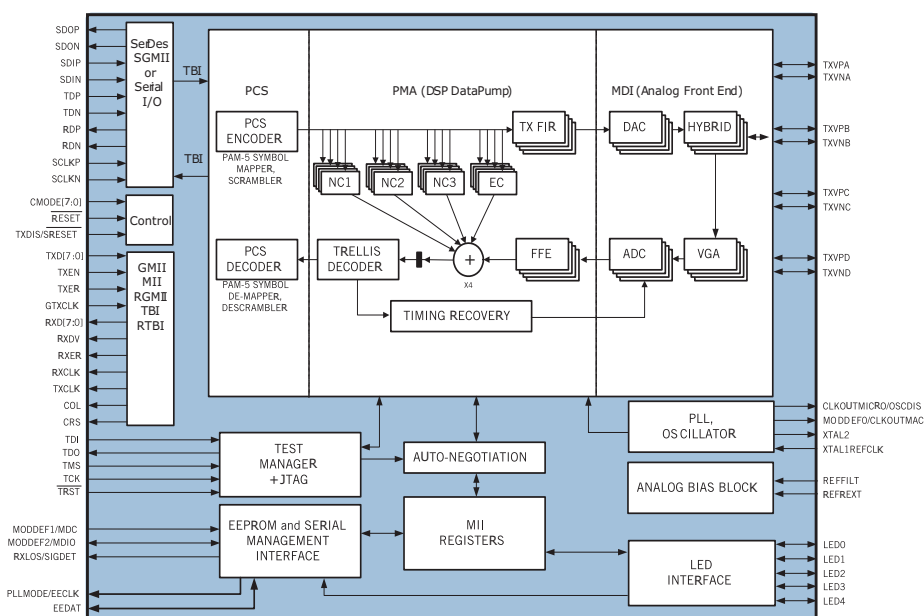 SDOP
SDON
SDIP
SDIN
TDP
TDN
RDP
RDN
SCLKP
SCLKN
CMODE[7:0]
RESET
TXDIS/SRESET
TXD[7:0]
TXEN
TXER
GTXCLK
RXD[7:0]
RXDV
RXER
RXCLK
TXCLK
COL
CRS
TDI
TDO
TMS
TCK
TRST
MODDEF1/MDC
MODDEF2/MDIO
RXLOS/SIGDET
PLLMODE/EECLK
EEDAT
SerDes
SGMII
or
Serial
I/O
TBI
TBI
Control
GMII
MII
RGMII
TBI
RTBI
PCS
PCS
ENCODER
PAM-5 SYMBOL
MAPPER,
SCRAMBLER
PCS
DECODER
PAM-5 SYMBOL
DE-MAPPER,
DESCRAMBLER
PMA (DSP DataPump)
TX FIR
NC1
NC2
NC3
EC
TRELLIS
DECODER
+
X4
FFE
TIMING RECOVERY
MDI (Analog Front End)
DAC
HYBRID
ADC
VGA
TEST
MANAGER
+JTAG
AUTO-NEGOTIATION
EEPROM and SERIAL
MANAGEMENT
INTERFACE
MII
REGISTERS
PLL,
OSCILLATOR
ANALOG BIAS BLOCK
LED
INTERFACE
TXVPA
TXVNA
TXVPB
TXVNB
TXVPC
TXVNC
TXVPD
TXVND
CLKOUTMICRO/OSCDIS
MODDEF0/CLKOUTMAC
XTAL2
XTAL1REFCLK
REFFILT
REFREXT
LED0
LED1
LED2
LED3
LED4